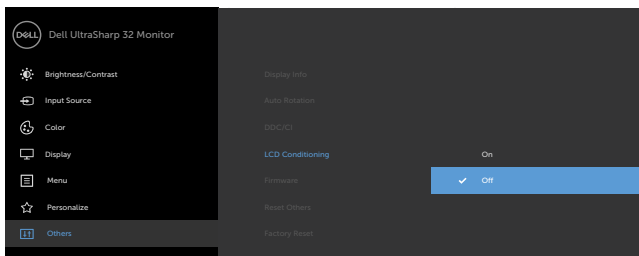 DELL Dell UltraSharp 32 Monitor
Brightness/Contrast Display Info
Input Source Auto Rotation
Color DDC/CI
Display LCD Conditioning On
Menu Firmware Off
Personalize Reset Others
Others Factory Reset